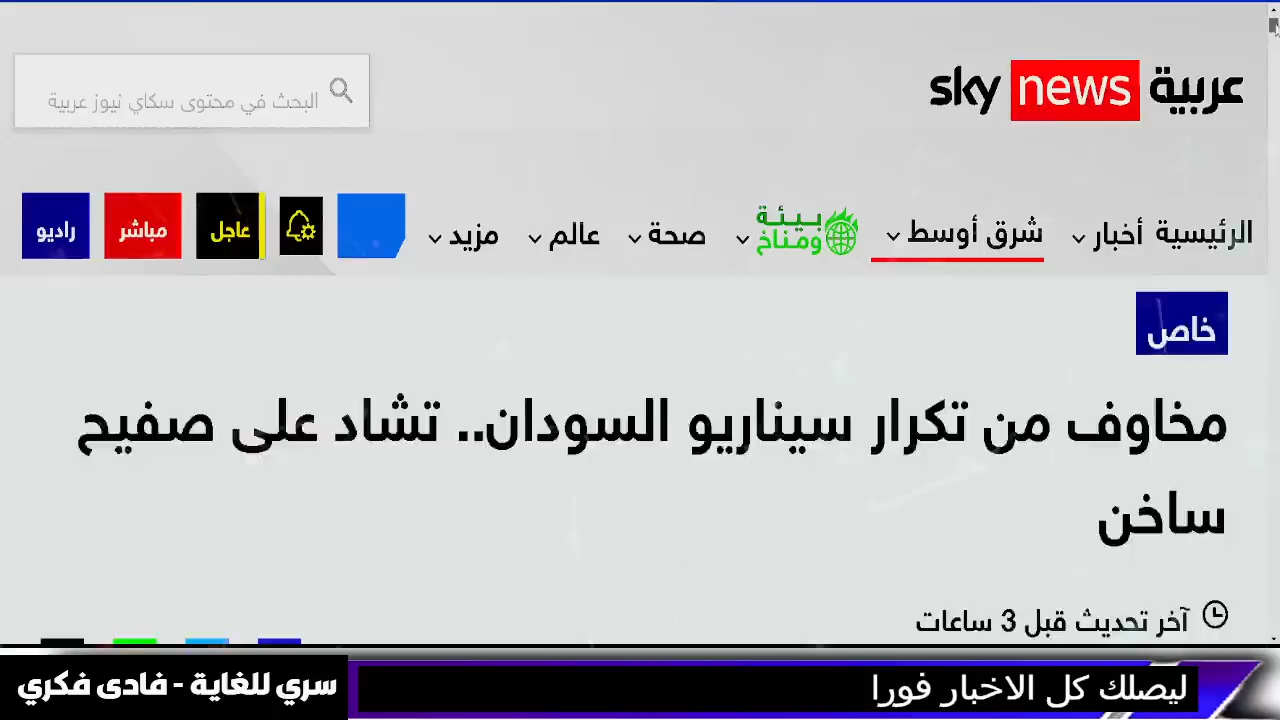 sky news عربية
البحث في محتوى سكاي نيوز عربية
الرئيسية أخبار شرق أوسط بيئة ومناخ صحة عالم مزيد عاجل مباشر راديو
خاص
مخاوف من تكرار سيناريو السودان.. تشاد على صفيح
ساخن
آخر تحديث قبل 3 ساعات
ليصلك كل الاخبار فورا
سري للغاية - فادى فكري